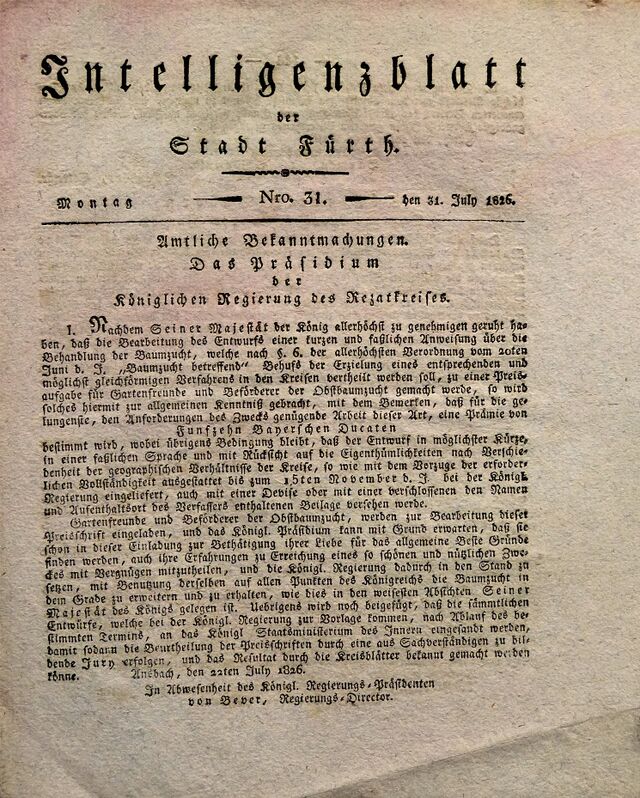 Intelligenzblatt
der
Stadt Fürth.
Montag Nro. 31. den 31. July 1826.
Amtliche Bekanntmachungen.
Das Präsidium
der
Königlichen Regierung des Rezatkreises.
1. Nachdem Seiner Majestät der König allerhöchst zu genehmigen geruht ha-
ben, daß die Bearbeitung des Entwurfs einer kurzen und faßlichen Anweisung über die
Behandlung der Baumzucht, welche nach §. 6. der allerhöchsten Verordnung vom 20ten
Juni d. J. „Baumzucht betreffend“ Behufs der Erzielung eines entsprechenden und
möglichst gleichförmigen Verfahrens in den Kreisen vertheilt werden soll, zu einer Preis-
aufgabe für Gartenfreunde und Beförderer der Obstbaumzucht gemacht werde, so wird
solches hiermit zur allgemeinen Kenntniß gebracht, mit dem Bemerken, daß für die ge-
lungenste, den Anforderungen des Zwecks genügende Arbeit dieser Art, eine Prämie von
Funfzehn Bayerschen Ducaten
bestimmt wird, wobei übrigens Bedingung bleibt, daß der Entwurf in möglichster Kürze,
in einer faßlichen Sprache und mit Rücksicht auf die Eigenthümlichkeiten nach Verschie-
denheit der geographischen Verhältnisse der Kreise, so wie mit dem Vorzuge der erforder-
lichen Vollständigkeit ausgestattet bis zum 15ten November d. J. bei der Königl.
Regierung eingeliefert, auch mit einer Devise oder mit einer verschlossenen den Namen
und Aufenthaltsort des Verfassers enthaltenen Beilage versehen werde.
Gartenfreunde und Beförderer der Obstbaumzucht, werden zur Bearbeitung dieser
Preisschrift eingeladen, und das Königl. Präsidium kann mit Grund erwarten, daß sie
schon in dieser Einladung zur Bethätigung ihrer Liebe für das allgemeine Beste Gründe
finden werden, auch ihre Erfahrungen zu Erreichung eines so schönen und nützlichen Zwe-
ckes mit Vergnügen mitzutheilen, und die Königl. Regierung dadurch in den Stand zu
setzen, mit Benutzung derselben auf allen Punkten des Königreichs die Baumzucht in
dem Grade zu erweitern und zu erhalten, wie dies in den weisesten Absichten Seiner
Majestät des Königs gelegen ist. Uebrigens wird noch beigefügt, daß die sämmtlichen
Entwürfe, welche bei der Königl. Regierung zur Vorlage kommen, nach Ablauf des be-
stimmten Termins, an das Königl Staatsministerium des Innern eingesandt werden,
damit sodann die Beurtheilung der Preisschriften durch eine aus Sachverständigen zu bil-
dende Jury erfolgen, und das Resultat durch die Kreisblätter bekannt gemacht werden
könne. Ansbach, den 22ten July 1826.
In Abwesenheit des Königl. Regierungs-Präsidenten
von Bever, Regierungs-Director.